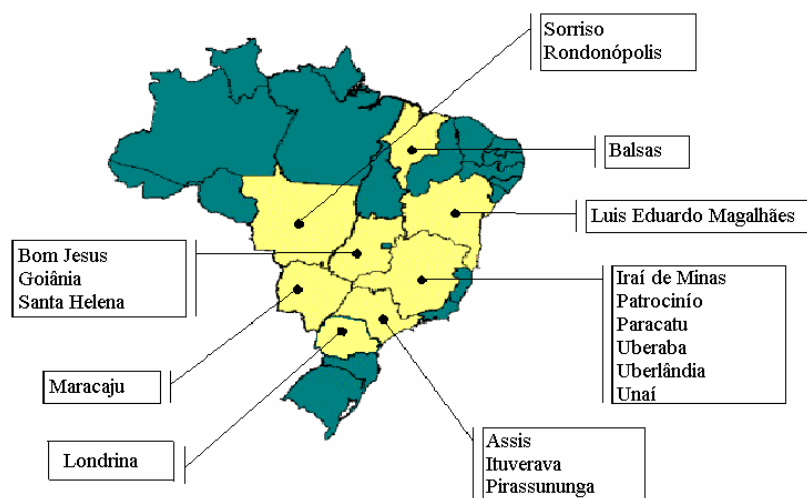 Sorriso
Rondonópolis
Balsas
Luis Eduardo Magalhães
Bom Jesus
Goiânia
Santa Helena
Iraí de Minas
Patrocinío
Paracatu
Uberaba
Uberlândia
Unaí
Maracaju
Londrina
Assis
Ituverava
Pirassununga